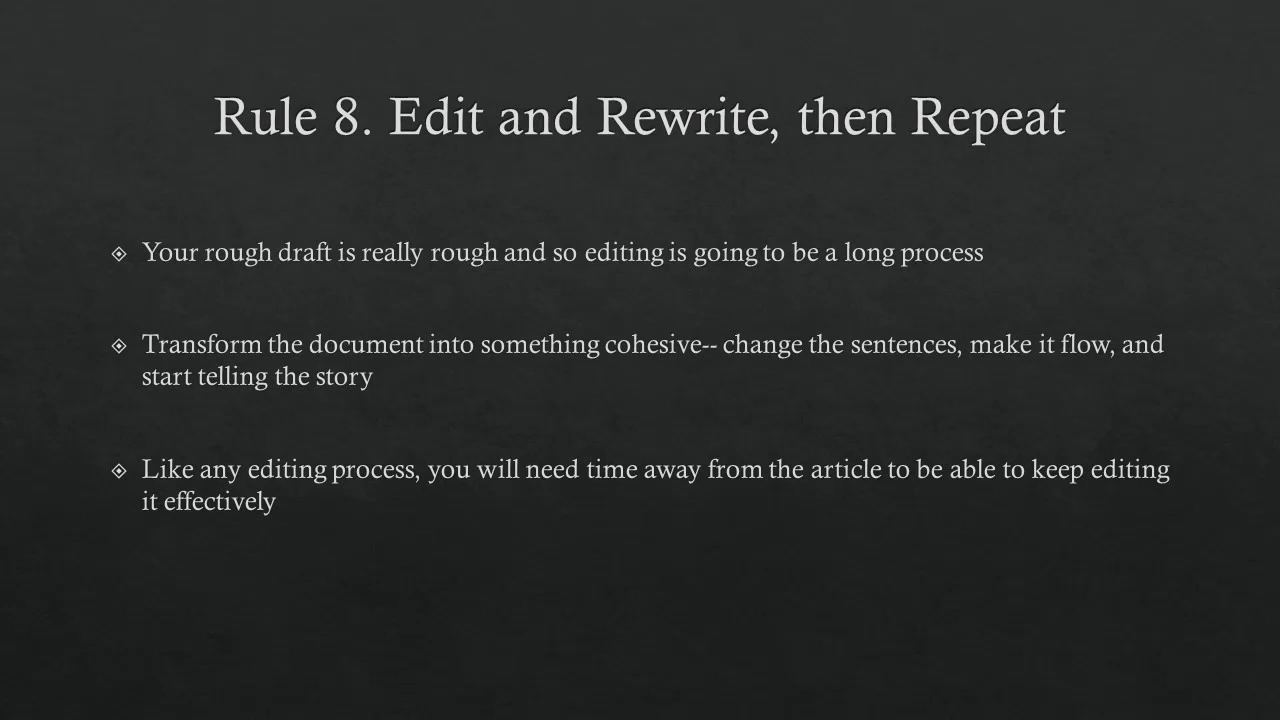 Rule 8. Edit and Rewrite, then Repeat
Your rough draft is really rough and so editing is going to be a long process
Transform the document into something cohesive-- change the sentences, make it flow, and
start telling the story
Like any editing process, you will need time away from the article to be able to keep editing
it effectively